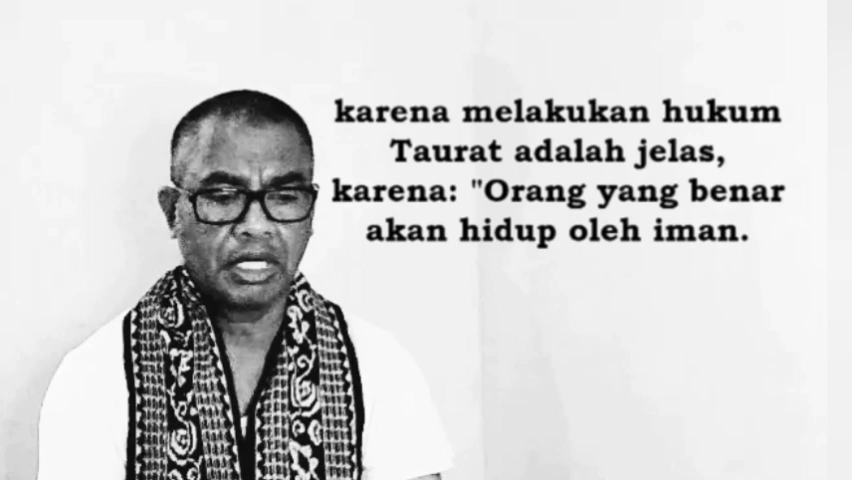 karena melakukan hukum
Taurat adalah jelas,
karena: "Orang yang benar
akan hidup oleh iman.